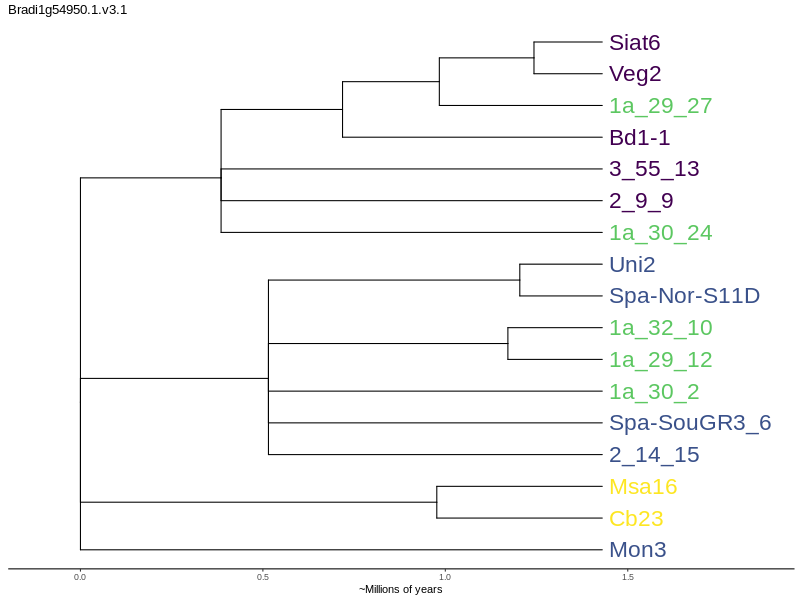 Bradi1g54950.1.v3.1
Siat6
Veg2
1a_29_27
Bd1-1
3_55_13
2_9_9
1a_30_24
Uni2
Spa-Nor-S11D
1a_32_10
1a_29_12
1a_30_2
Spa-SouGR3_6
2_14_15
Msa16
Cb23
Mon3
0.0 0.5 1.0 1.5
~Millions of years